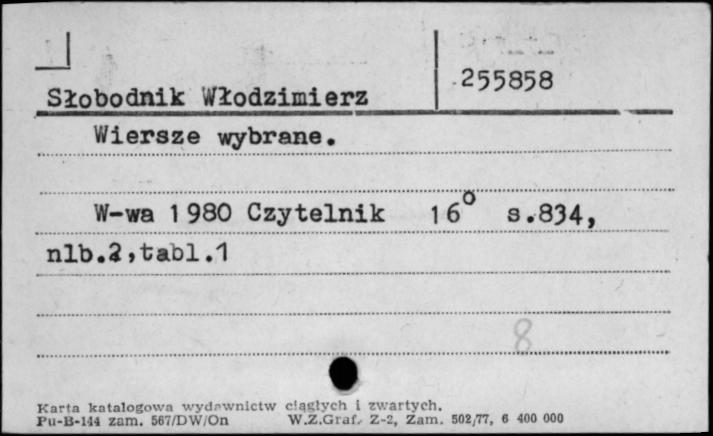 255858
Słobodnik Włodzimierz
Wiersze wybrane.
W-wa 1980 Czytelnik 16° s.834,
nlb.2,tabl.1
8
Karta katalogowa wydawnictw ciągłych i zwartych.
Pu-B-144 zam. 567/DW/On W.Z.Graf. Z-2, Zam. 502/77, 6 400 000